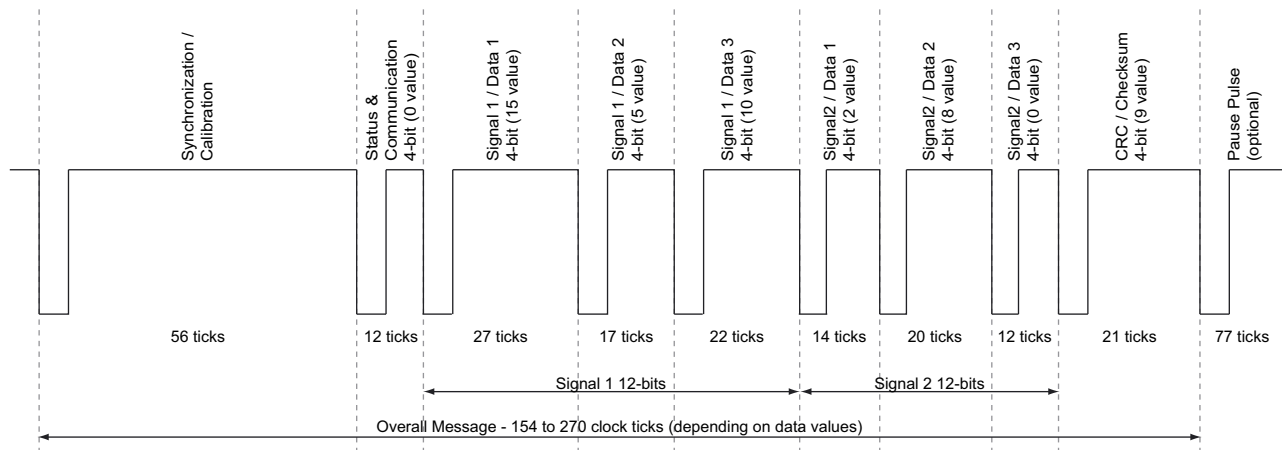 Synchronization /
Calibration
Status &
Communication
4-bit (0 value)
Signal 1 / Data 1
4-bit (15 value)
Signal 1 / Data 2
4-bit (5 value)
Signal 1 / Data 3
4-bit (10 value)
Signal2 / Data 1
4-bit (2 value)
Signal2 / Data 2
4-bit (8 value)
Signal2 / Data 3
4-bit (0 value)
CRC / Checksum
4-bit (9 value)
Pause Pulse
(optional)
56 ticks
12 ticks
27 ticks
17 ticks
22 ticks
14 ticks
20 ticks
12 ticks
21 ticks
77 ticks
Signal 1 12-bits
Signal 2 12-bits
Overall Message - 154 to 270 clock ticks (depending on data values)